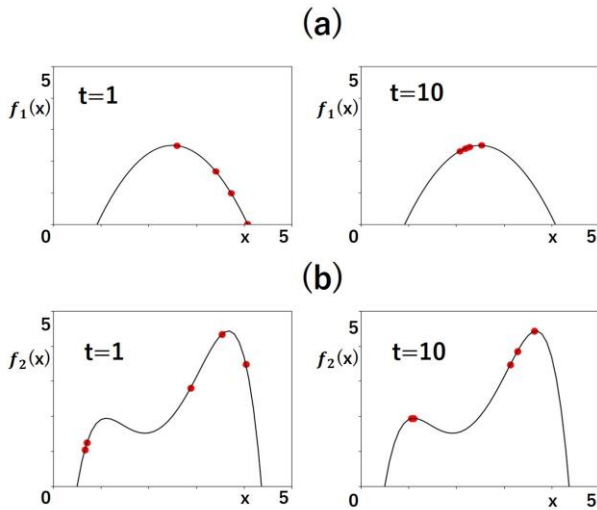 (a)
5 5
f₁(x) t=1 f₁(x) t=10
0 x 5 0 x 5
(b)
5 5
f₂(x) t=1 f₂(x) t=10
0 x 5 0 x 5